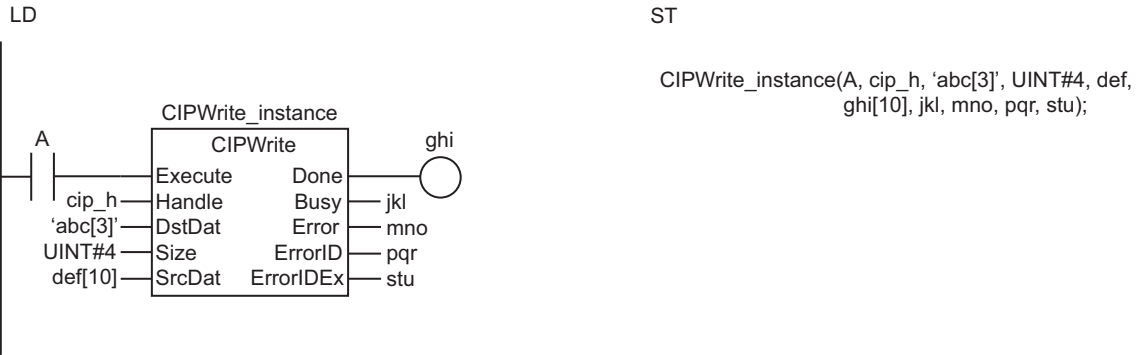 LD
ST
CIPWrite_instance(A, cip_h, ‘abc[3]’, UINT#4, def,
ghi[10], jkl, mno, pqr, stu);
CIPWrite_instance
A
CIPWrite
ghi
Execute Done
cip_h Handle Busy jkl
‘abc[3]’ DstDat Error mno
UINT#4 Size ErrorID pqr
def[10] SrcDat ErrorIDEx stu